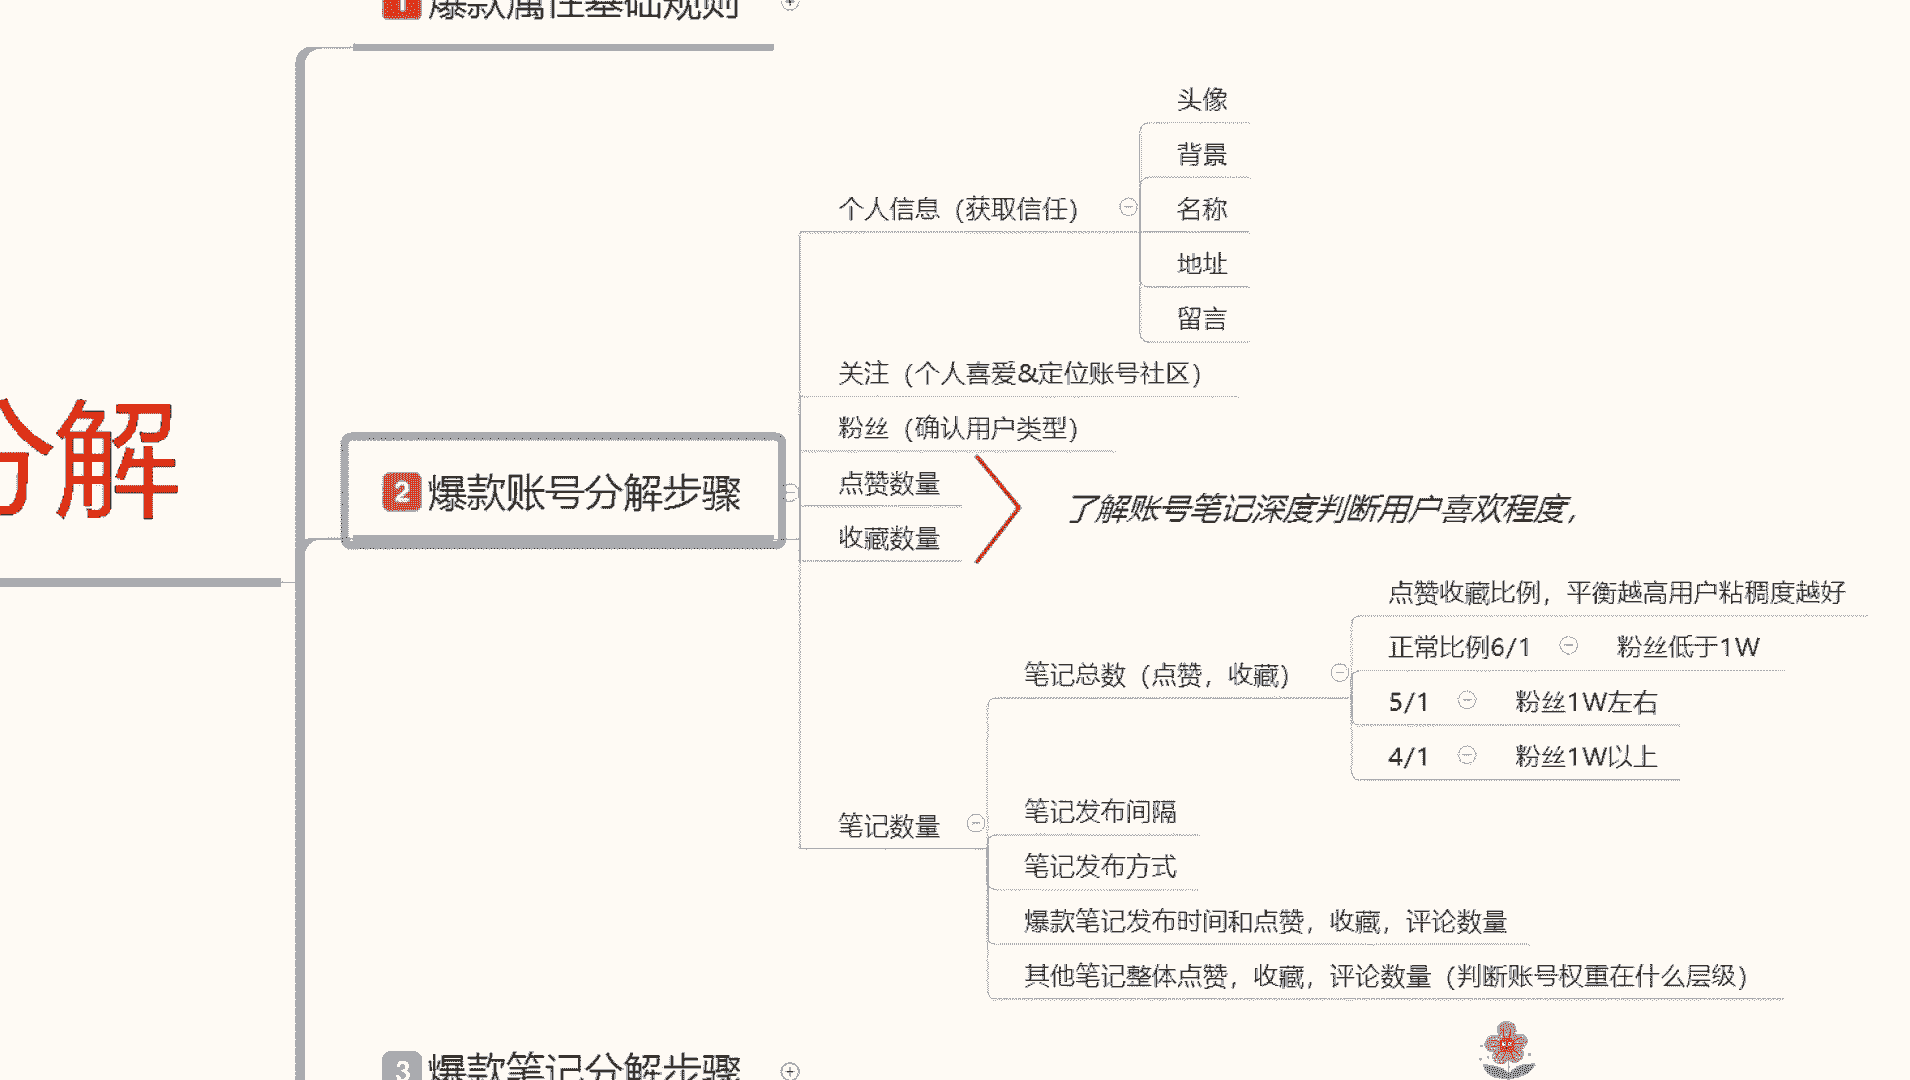 1 爆款属性基础规则
分解
2 爆款账号分解步骤
个人信息（获取信任）
头像
背景
名称
地址
留言
关注（个人喜爱&定位账号社区）
粉丝（确认用户类型）
点赞数量
收藏数量
了解账号笔记深度判断用户喜欢程度，
笔记数量
笔记总数（点赞，收藏）
点赞收藏比例，平衡越高用户粘稠度越好
正常比例6/1 粉丝低于1W
5/1 粉丝1W左右
4/1 粉丝1W以上
笔记发布间隔
笔记发布方式
爆款笔记发布时间和点赞，收藏，评论数量
其他笔记整体点赞，收藏，评论数量（判断账号权重在什么层级）
3 爆款笔记分解步骤